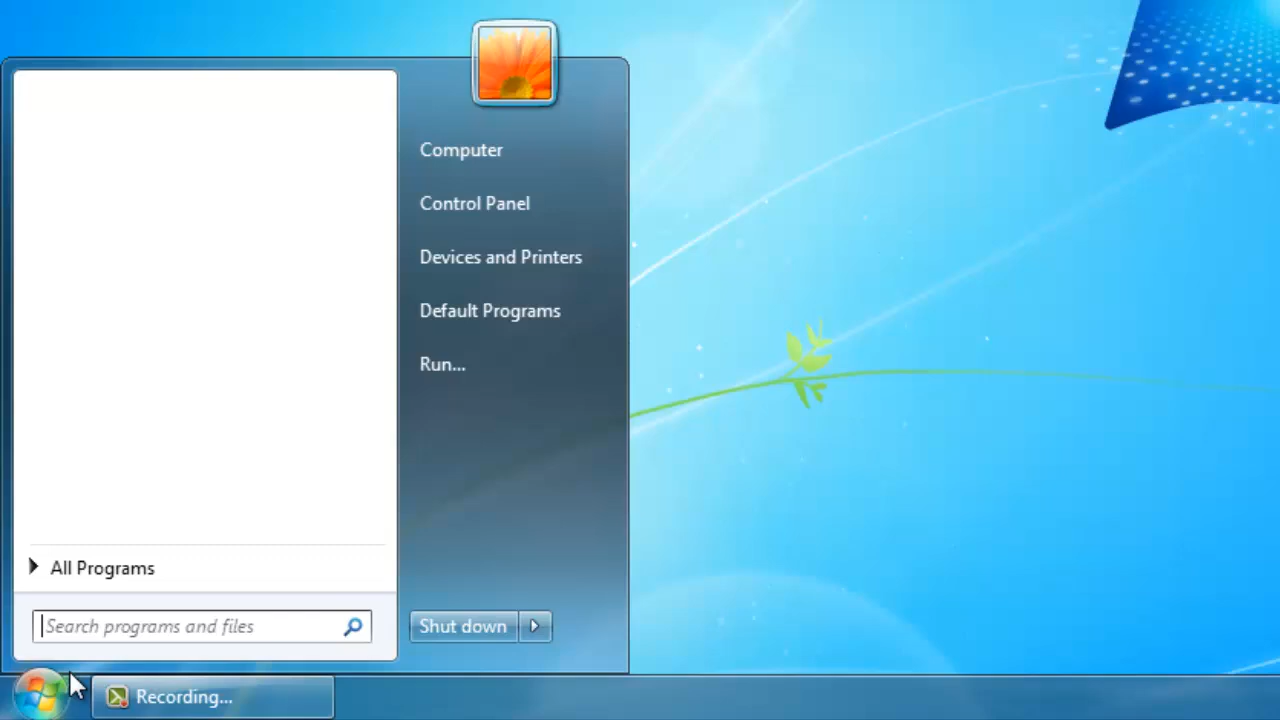 Computer
Control Panel
Devices and Printers
Default Programs
Run...
All Programs
Search programs and files
Shut down
Recording...